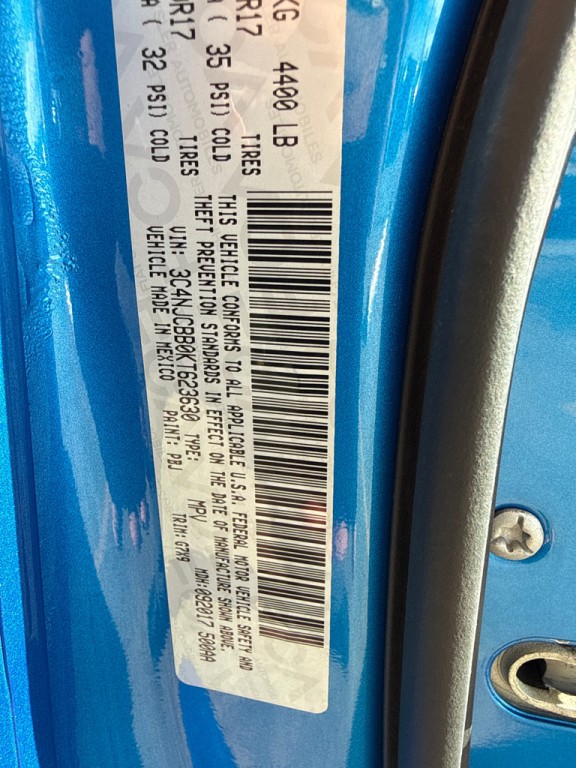 KG 4400 LB
R17 TIRES
A ( 35 PSI) COLD
R17 TIRES
A ( 32 PSI) COLD
THIS VEHICLE CONFORMS TO ALL APPLICABLE U.S.A. FEDERAL MOTOR VEHICLE SAFETY AND
THEFT PREVENTION STANDARDS IN EFFECT ON THE DATE OF MANUFACTURE SHOWN ABOVE.
VIN: 3C4NJCBB0KT623630 TYPE: MPV MDH:092017 500AA
VEHICLE MADE IN MEXICO PAINT: PBJ TRIM: G7X9